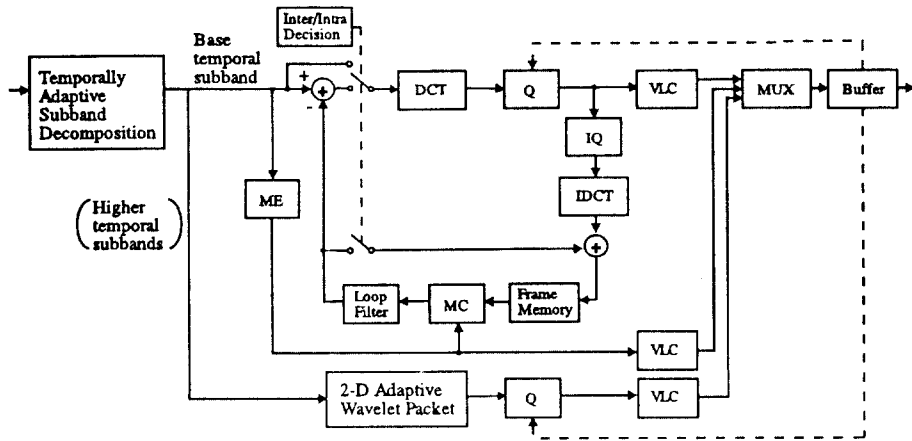 Inter/Intra
Decision
Base
temporal
subband
Temporally
Adaptive
Subband
Decomposition
+
+
-
DCT
Q
VLC
MUX
Buffer
IQ
IDCT
ME
(Higher
temporal
subbands)
+
Loop
Filter
MC
Frame
Memory
VLC
2-D Adaptive
Wavelet Packet
Q
VLC